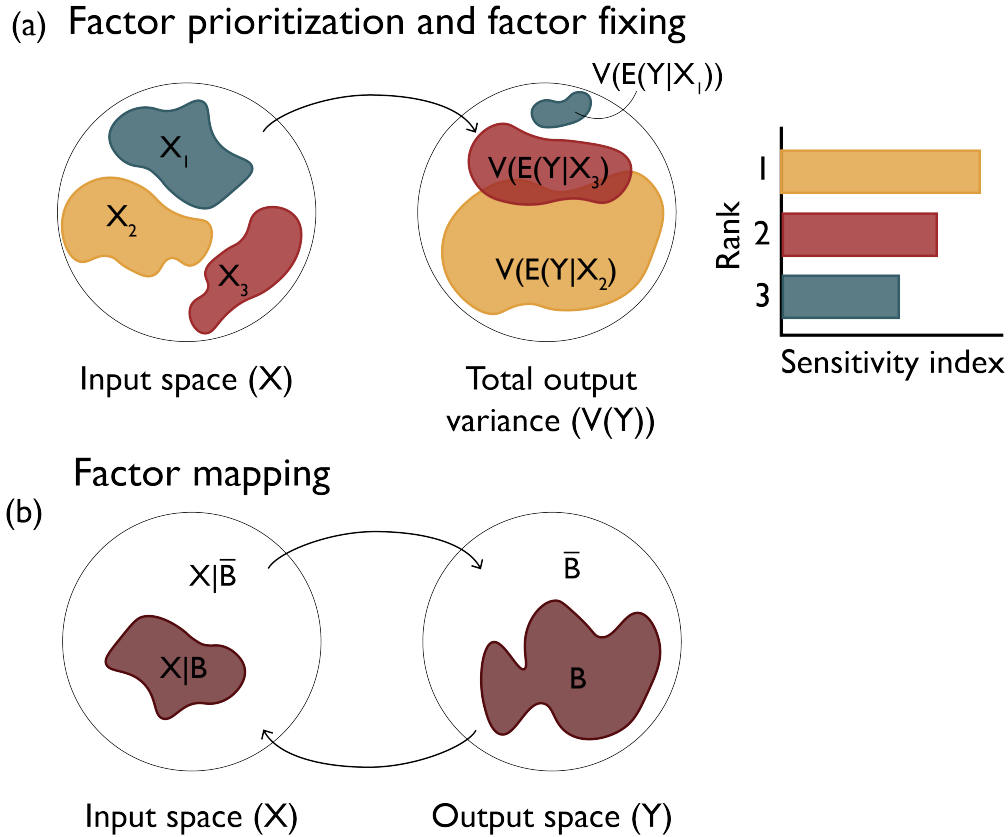 (a) Factor prioritization and factor fixing
X₁
X₂
X₃
Input space (X)
V(E(Y|X₁))
V(E(Y|X₃)
V(E(Y|X₂)
Total output
variance (V(Y))
Rank
1
2
3
Sensitivity index
Factor mapping
(b)
X|B̅
X|B
Input space (X)
B̅
B
Output space (Y)